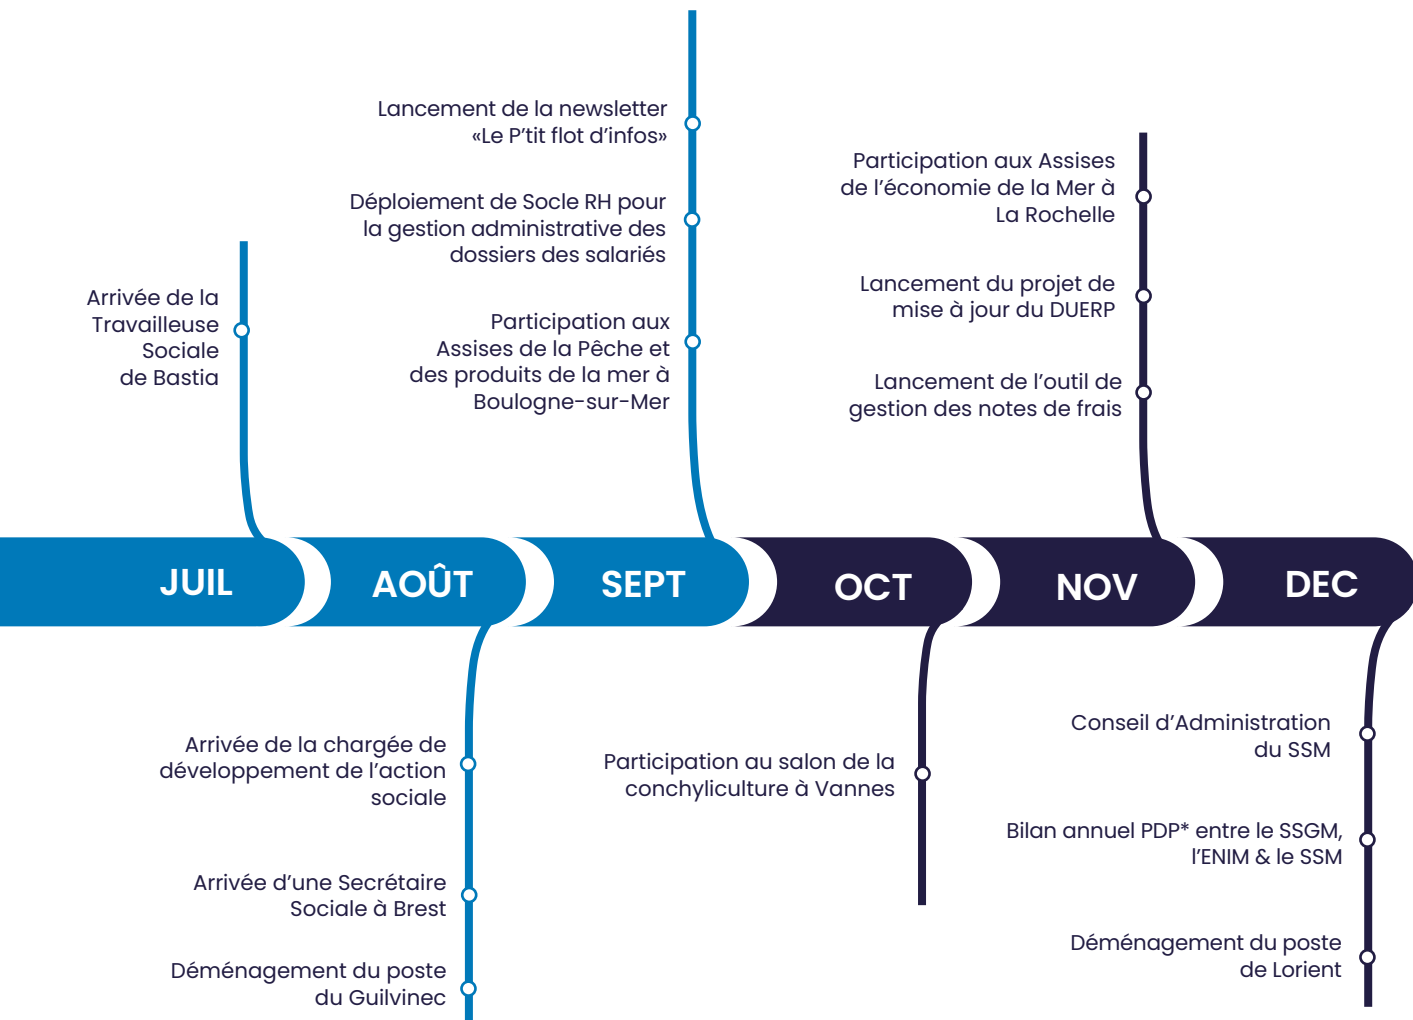 Lancement de la newsletter
«Le P'tit flot d'infos»
Déploiement de Socle RH pour
la gestion administrative des
dossiers des salariés
Participation aux
Assises de la Pêche et
des produits de la mer à
Boulogne-sur-Mer
Arrivée de la
Travailleuse
Sociale
de Bastia
Participation aux Assises
de l'économie de la Mer à
La Rochelle
Lancement du projet de
mise à jour du DUERP
Lancement de l'outil de
gestion des notes de frais
JUIL
AOÛT
SEPT
OCT
NOV
DEC
Arrivée de la chargée de
développement de l'action
sociale
Arrivée d'une Secrétaire
Sociale à Brest
Déménagement du poste
du Guilvinec
Participation au salon de la
conchyliculture à Vannes
Conseil d'Administration
du SSM
Bilan annuel PDP* entre le SSGM,
l'ENIM & le SSM
Déménagement du poste
de Lorient